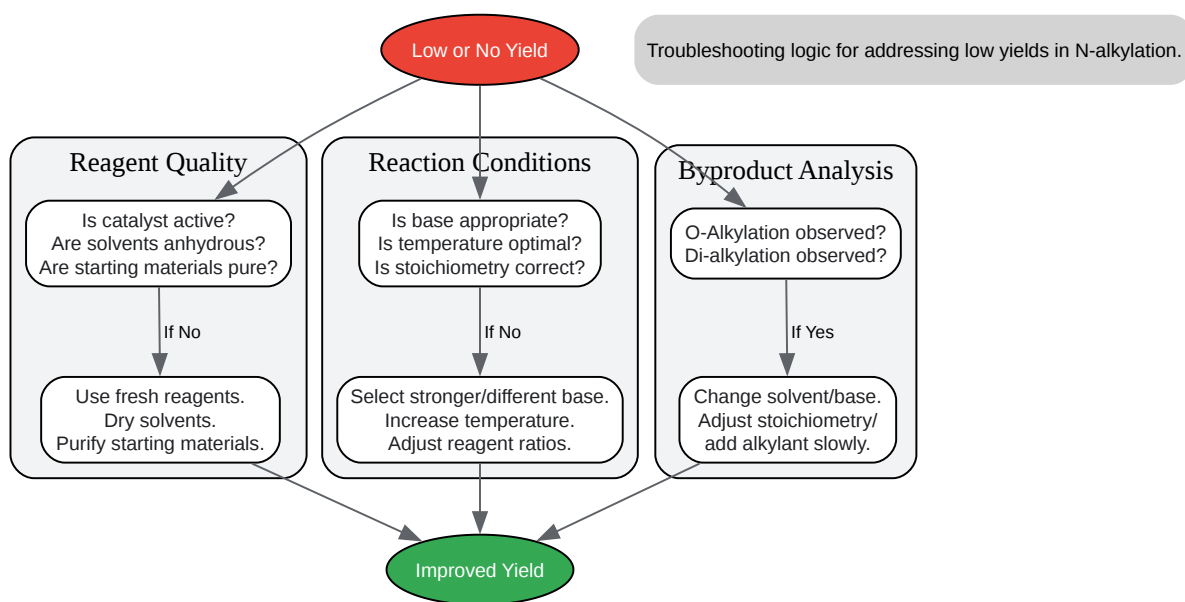 Low or No Yield
Troubleshooting logic for addressing low yields in N-alkylation.
Reagent Quality
Is catalyst active?
Are solvents anhydrous?
Are starting materials pure?
If No
Use fresh reagents.
Dry solvents.
Purify starting materials.
Reaction Conditions
Is base appropriate?
Is temperature optimal?
Is stoichiometry correct?
If No
Select stronger/different base.
Increase temperature.
Adjust reagent ratios.
Byproduct Analysis
O-Alkylation observed?
Di-alkylation observed?
If Yes
Change solvent/base.
Adjust stoichiometry/
add alkylant slowly.
Improved Yield